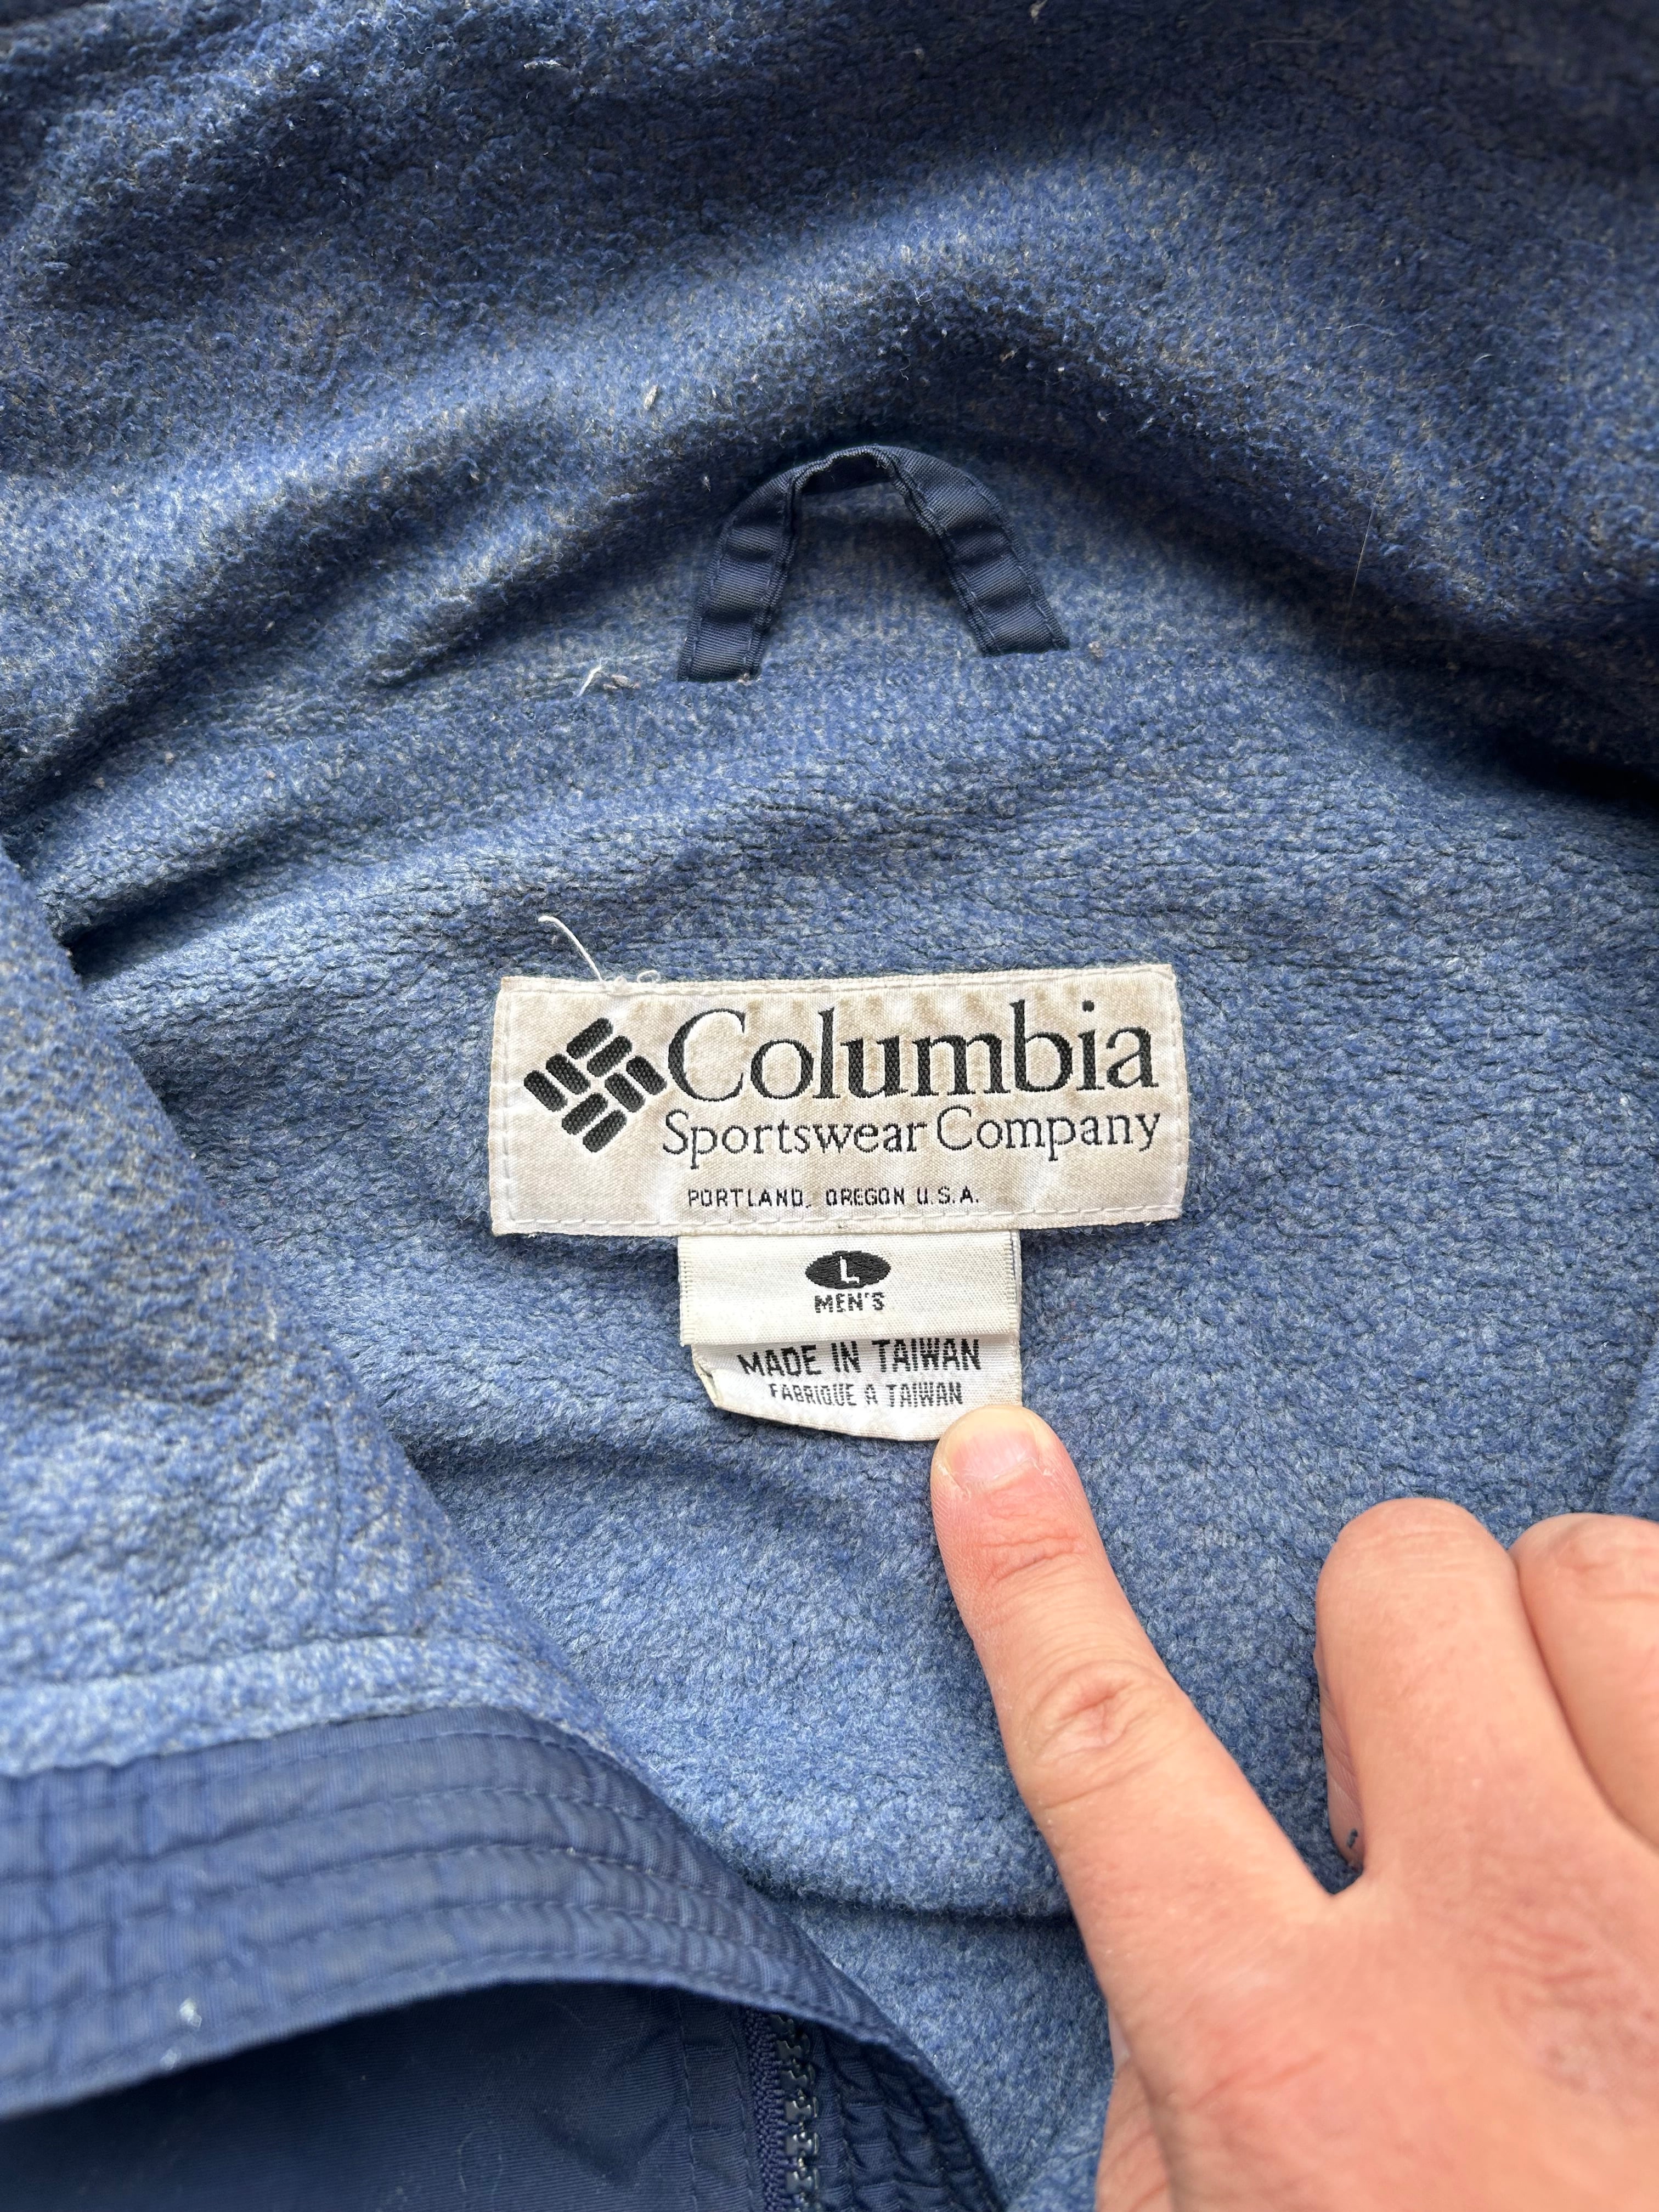 Columbia
Sportswear Company
PORTLAND, OREGON U.S.A.
L
MEN'S
MADE IN TAIWAN
FABRIQUE A TAIWAN